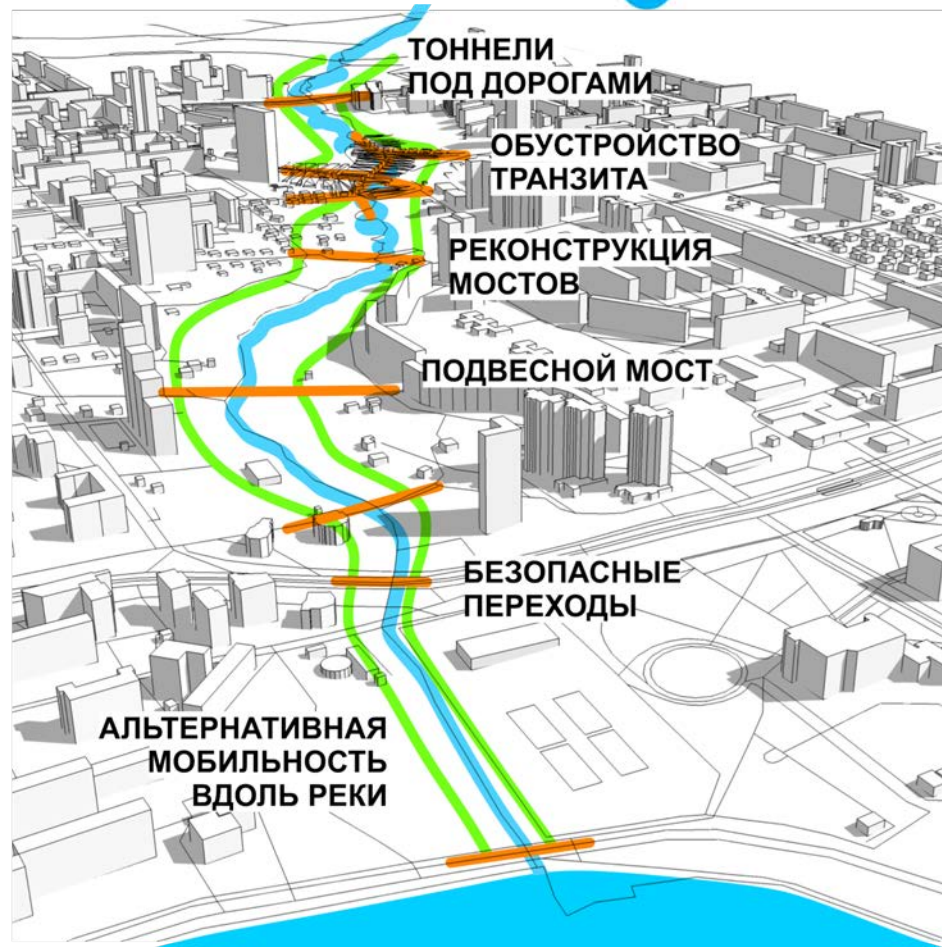 ТОННЕЛИ
ПОД ДОРОГАМИ
ОБУСТРОЙСТВО
ТРАНЗИТА
РЕКОНСТРУКЦИЯ
МОСТОВ
ПОДВЕСНОЙ МОСТ
БЕЗОПАСНЫЕ
ПЕРЕХОДЫ
АЛЬТЕРНАТИВНАЯ
МОБИЛЬНОСТЬ
ВДОЛЬ РЕКИ